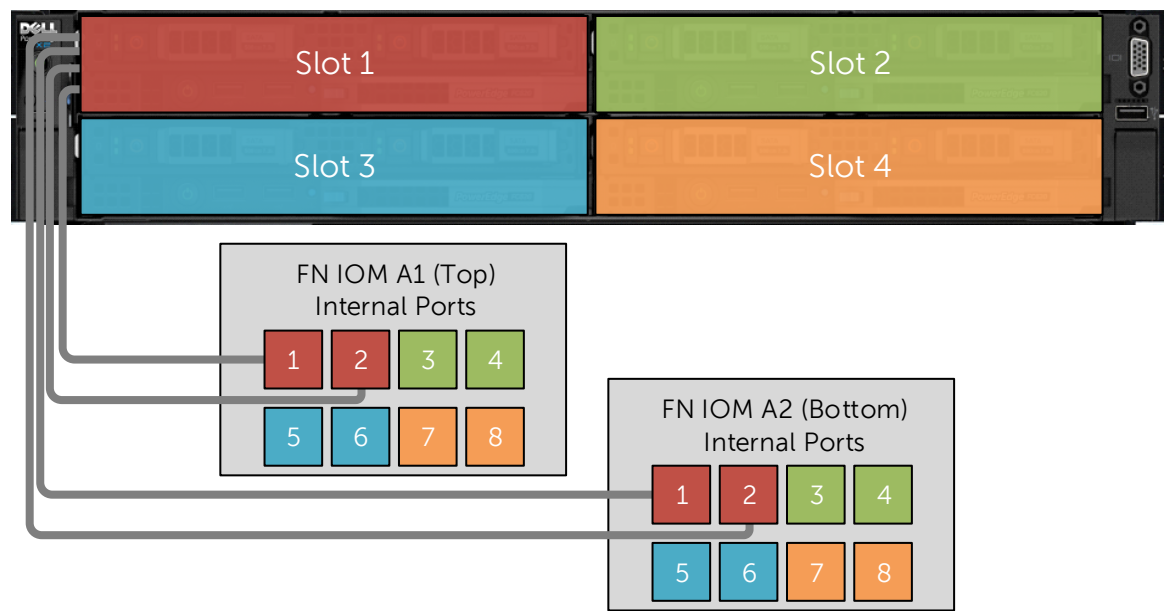 DELL
Slot 1
Slot 2
Slot 3
Slot 4
FN IOM A1 (Top)
Internal Ports
1 2 3 4
5 6 7 8
FN IOM A2 (Bottom)
Internal Ports
1 2 3 4
5 6 7 8